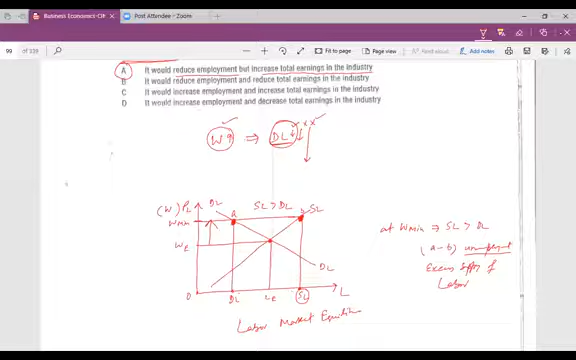 Business Economics-CIM
Post Attendee - Zoom
99 of 339
Fit to page
Page view
Add notes
A It would reduce employment but increase total earnings in the industry
B It would reduce employment and reduce total earnings in the industry
C It would increase employment and increase total earnings in the industry
D It would increase employment and decrease total earnings in the industry
W↑ ⇒ DL↓
(W) PL
DL
SL > DL
SL
a
b
Wmin
WE
DL
O
DL
LE
SL
L
Labor Market Equilibriu
at Wmin ⇒ SL > DL
(a-b) unemployment
Excess supply of
Labor